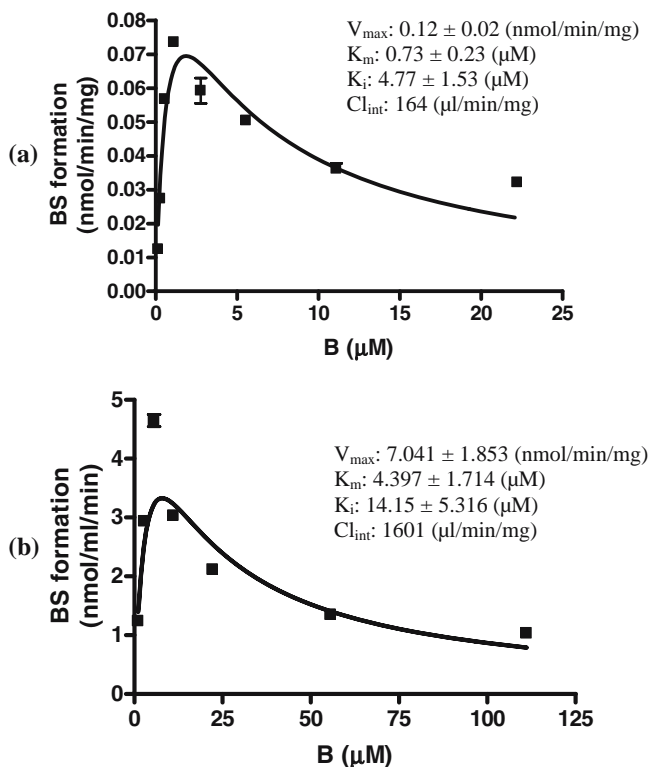 (a)
BS formation
(nmol/min/mg)
0.08
0.07
0.06
0.05
0.04
0.03
0.02
0.01
0.00
0 5 10 15 20 25
B (μM)
Vmax: 0.12 ± 0.02 (nmol/min/mg)
Km: 0.73 ± 0.23 (μM)
Ki: 4.77 ± 1.53 (μM)
Clint: 164 (μl/min/mg)
(b)
BS formation
(nmol/ml/min)
5
4
3
2
1
0
0 25 50 75 100 125
B (μM)
Vmax: 7.041 ± 1.853 (nmol/min/mg)
Km: 4.397 ± 1.714 (μM)
Ki: 14.15 ± 5.316 (μM)
Clint: 1601 (μl/min/mg)